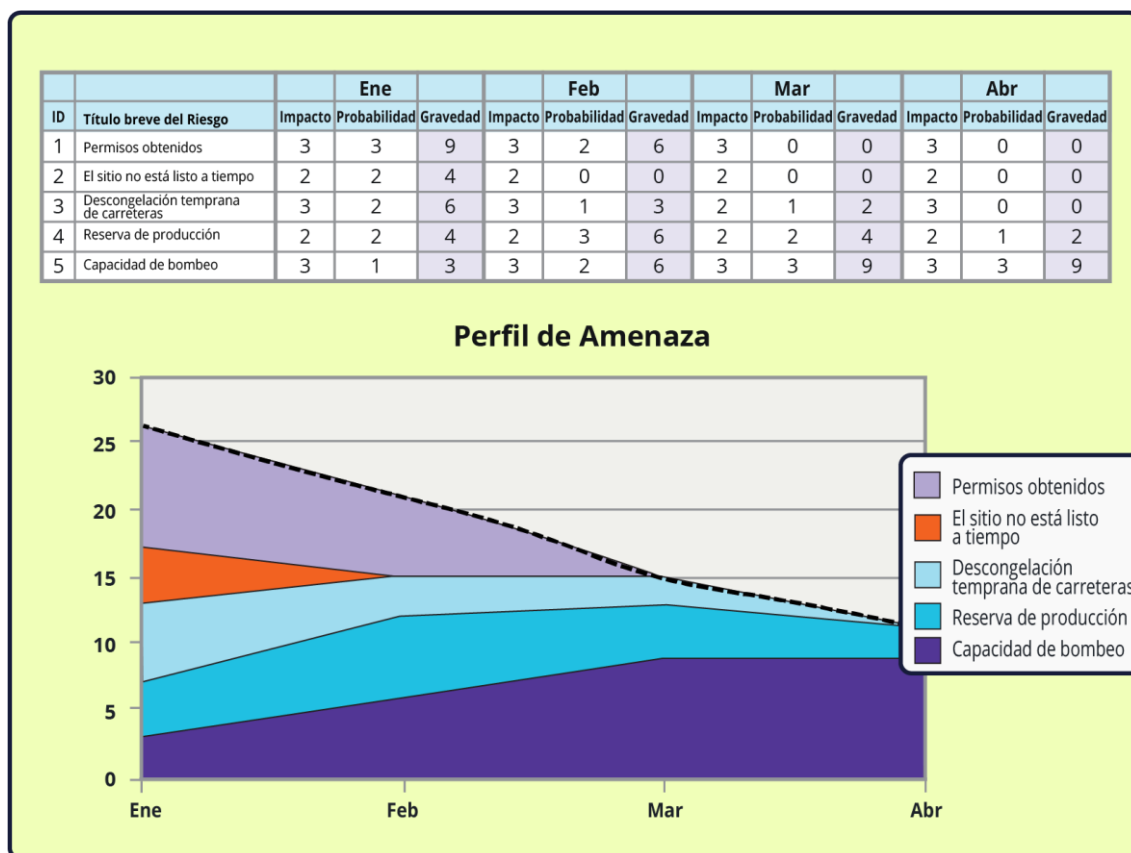 Ene Feb Mar Abr
ID Título breve del Riesgo Impacto Probabilidad Gravedad Impacto Probabilidad Gravedad Impacto Probabilidad Gravedad Impacto Probabilidad Gravedad
1 Permisos obtenidos 3 3 9 3 2 6 3 0 0 3 0 0
2 El sitio no está listo a tiempo 2 2 4 2 0 0 2 0 0 2 0 0
3 Descongelación temprana
de carreteras 3 2 6 3 1 3 2 1 2 3 0 0
4 Reserva de producción 2 2 4 2 3 6 2 2 4 2 1 2
5 Capacidad de bombeo 3 1 3 3 2 6 3 3 9 3 3 9
Perfil de Amenaza
30
25
20
15
10
5
0
Ene Feb Mar Abr
Permisos obtenidos
El sitio no está listo
a tiempo
Descongelación
temprana de carreteras
Reserva de producción
Capacidad de bombeo